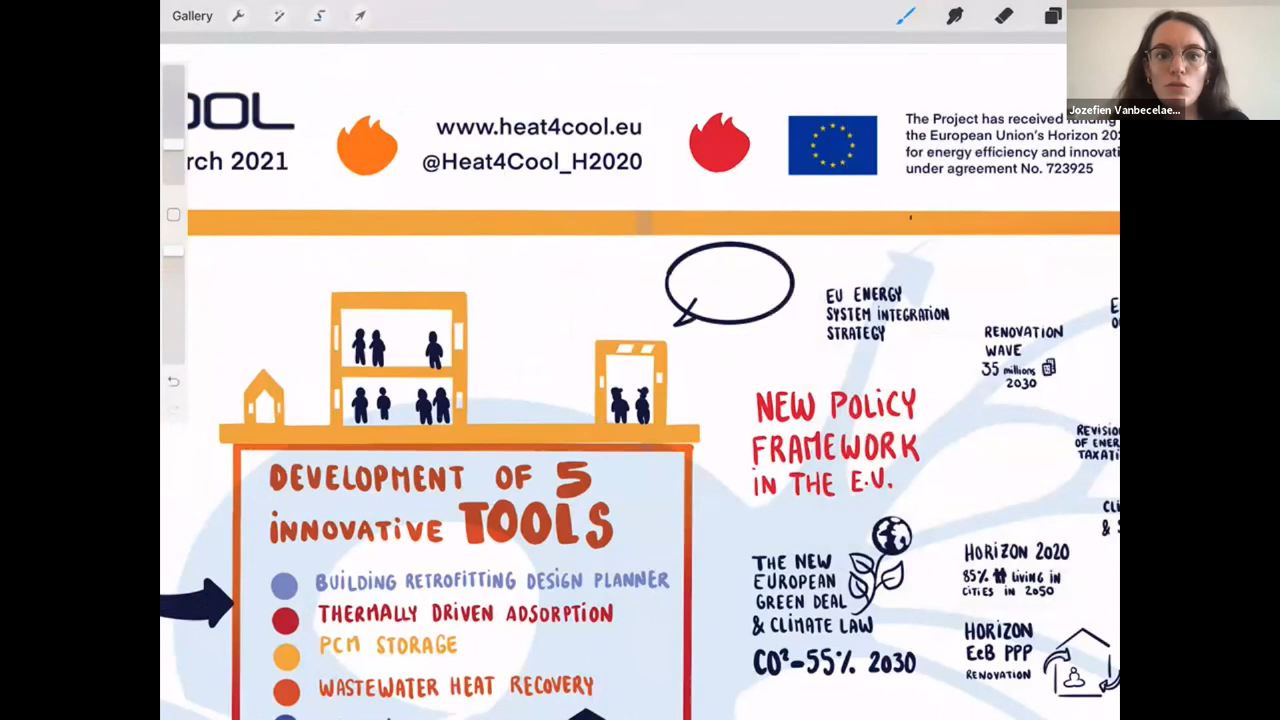 Gallery
Jozefien Vanbecelae...
www.heat4cool.eu
rch 2021
@Heat4Cool_H2020
The Project has received funding
the European Union's Horizon 20
for energy efficiency and innovati
under agreement No. 723925
EU ENERGY
SYSTEM INTEGRATION
STRATEGY
RENOVATION
WAVE
35 millions
2030
NEW POLICY
FRAMEWORK
IN THE E.U.
REVISIO
OF ENER
TAXATI
DEVELOPMENT OF 5
INNOVATIVE TOOLS
BUILDING RETROFITTING DESIGN PLANNER
THERMALLY DRIVEN ADSORPTION
PCM STORAGE
WASTEWATER HEAT RECOVERY
THE NEW
EUROPEAN
GREEN DEAL
& CLIMATE LAW
CO²-55% 2030
HORIZON 2020
85% LIVING IN
CITIES IN 2050
HORIZON
EeB PPP
RENOVATION